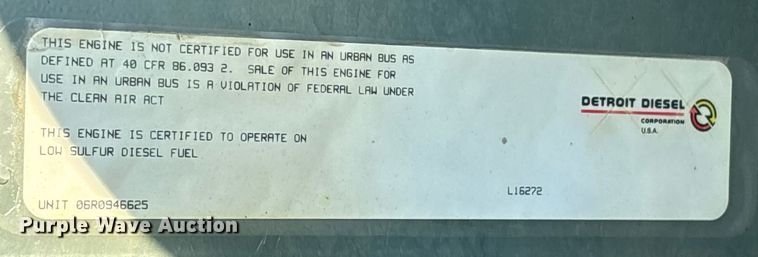 THIS ENGINE IS NOT CERTIFIED FOR USE IN AN URBAN BUS AS
DEFINED AT 40 CFR 86.093 2. SALE OF THIS ENGINE FOR
USE IN AN URBAN BUS IS A VIOLATION OF FEDERAL LAW UNDER
THE CLEAN AIR ACT
THIS ENGINE IS CERTIFIED TO OPERATE ON
LOW SULFUR DIESEL FUEL
DETROIT DIESEL
CORPORATION
U.S.A.
L16272
UNIT 06R0946625
Purple Wave Auction